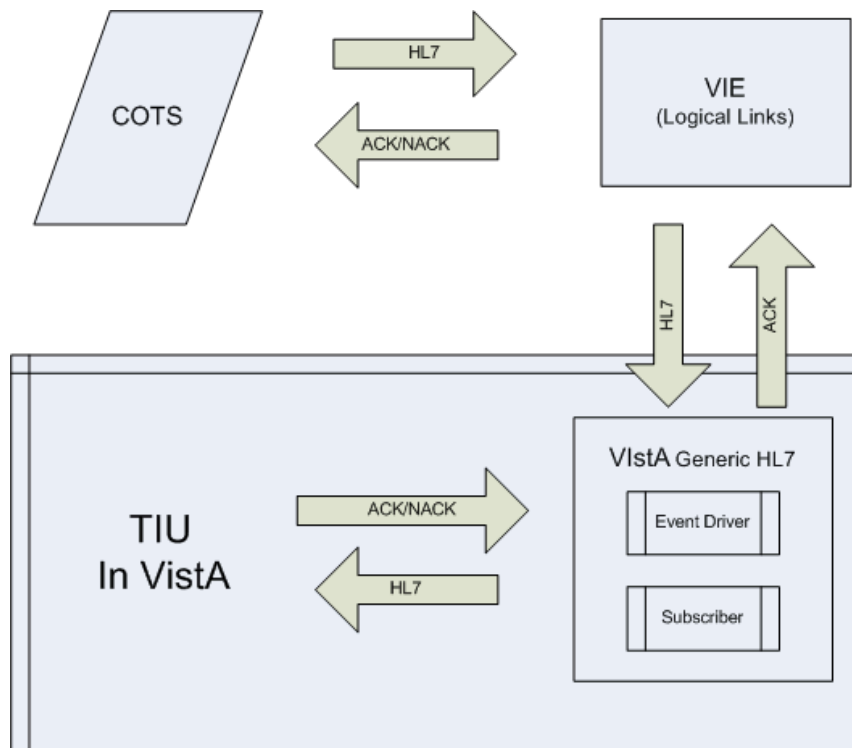 COTS
HL7
ACK/NACK
VIE
(Logical Links)
HL7
ACK
TIU
In VistA
ACK/NACK
HL7
VIstA Generic HL7
Event Driver
Subscriber